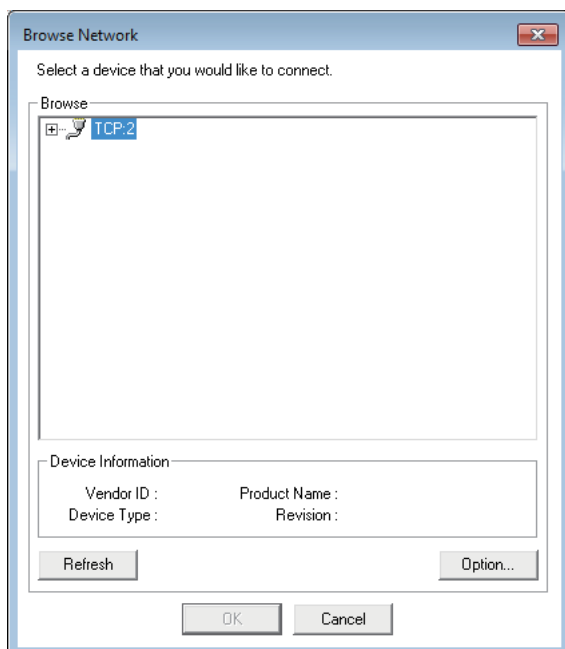 Browse Network
Select a device that you would like to connect.
Browse
TCP:2
Device Information
Vendor ID :
Product Name :
Device Type :
Revision :
Refresh
Option...
OK
Cancel